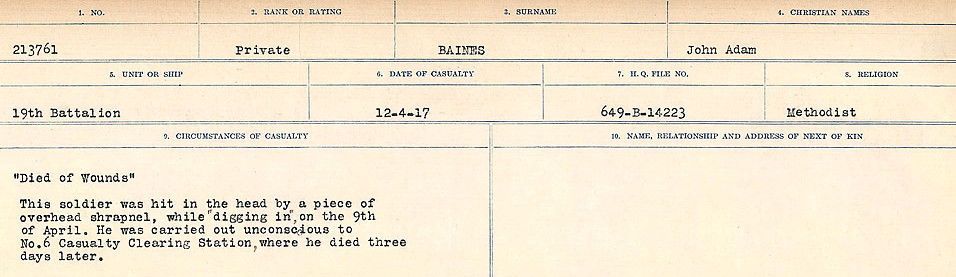 1. NO. 2. RANK OR RATING 3. SURNAME 4. CHRISTIAN NAMES
213761 Private BAINES John Adam
5. UNIT OR SHIP 6. DATE OF CASUALTY 7. H.Q. FILE NO. 8. RELIGION
19th Battalion 12-4-17 649-B-14223 Methodist
9. CIRCUMSTANCES OF CASUALTY 10. NAME, RELATIONSHIP AND ADDRESS OF NEXT OF KIN
"Died of Wounds"
This soldier was hit in the head by a piece of
overhead shrapnel, while "digging in", on the 9th
of April. He was carried out unconscious to
No.6 Casualty Clearing Station, where he died three
days later.